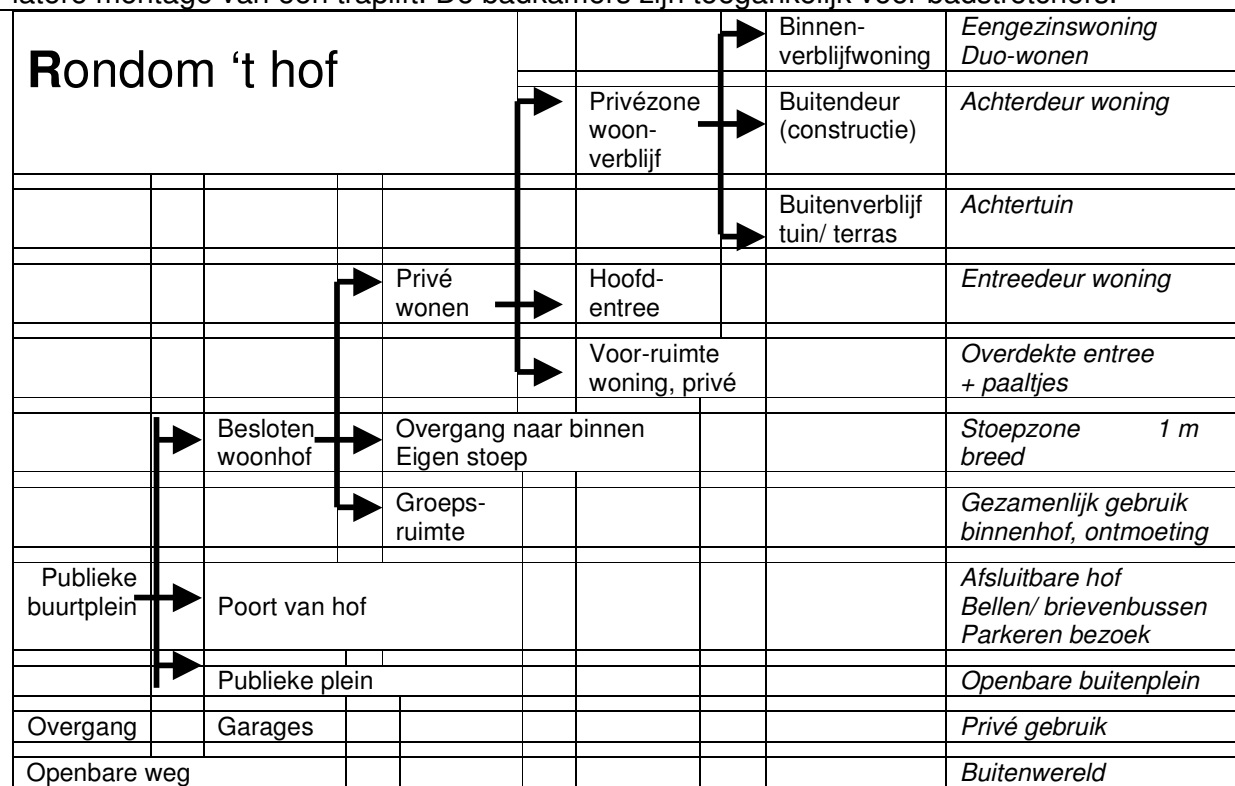 latere montage van een traplift. De badkamers zijn toegankelijk voor badstretchers.
Rondom ‘t hof
Binnen-
verblijfwoning
Eengezinswoning
Duo-wonen
Privézone
woon-
verblijf
Buitendeur
(constructie)
Achterdeur woning
Buitenverblijf
tuin/ terras
Achtertuin
Privé
wonen
Hoofd-
entree
Entreedeur woning
Voor-ruimte
woning, privé
Overdekte entree
+ paaltjes
Besloten
woonhof
Overgang naar binnen
Eigen stoep
Stoepzone 1 m
breed
Groeps-
ruimte
Gezamenlijk gebruik
binnenhof, ontmoeting
Publieke
buurtplein
Poort van hof
Afsluitbare hof
Bellen/ brievenbussen
Parkeren bezoek
Publieke plein
Openbare buitenplein
Overgang
Garages
Privé gebruik
Openbare weg
Buitenwereld